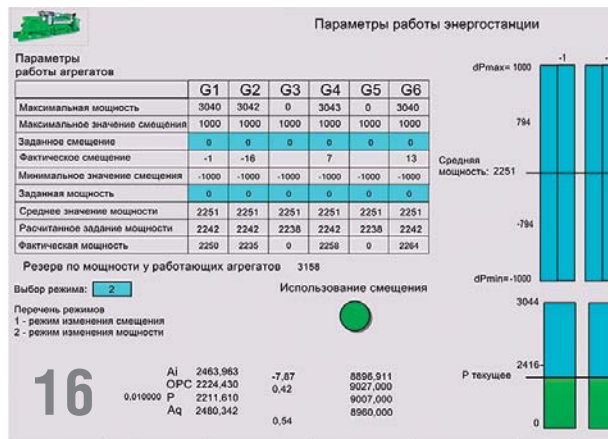 Параметры работы энергостанции
Параметры
работы агрегатов
G1 G2 G3 G4 G5 G6
Максимальная мощность 3040 3042 0 3043 0 3040
Максимальное значение смещения 1000 1000 1000 1000 1000 1000
Заданное смещение 0 0 0 0 0 0
Фактическое смещение -1 -16 7 13
Минимальное значение смещения -1000 -1000 -1000 -1000 -1000 -1000
Заданная мощность 0 0 0 0 0 0
Среднее значение мощности 2251 2251 2251 2251 2251 2251
Расчитанное задание мощности 2242 2242 2238 2242 2238 2242
Фактическая мощность 2250 2235 0 2258 0 2264
Резерв по мощности у работающих агрегатов 3158
Выбор режима: 2
Использование смещения
Перечень режимов
1 - режим изменения смещения
2 - режим изменения мощности
Ai 2463,963 -7,87 8896,911
OPC 2224,430 0,42 9027,000
0,010000 P 2211,610 9007,000
Aq 2480,342 0,54 8960,000
16
-1
dPmax= 1000
794
Средняя
мощность: 2251
-794
dPmin=-1000
3044
2416
Р текущее
0